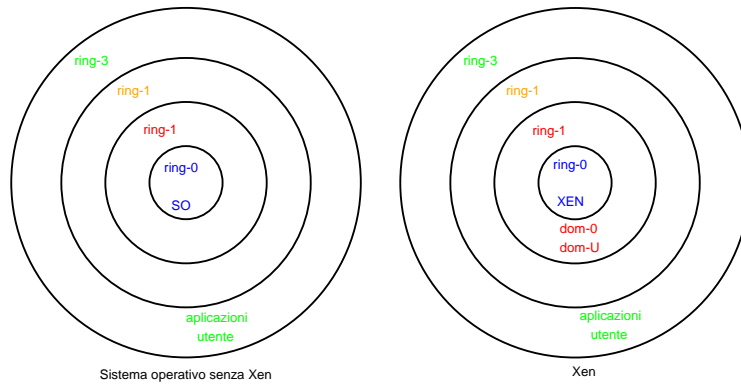 ring-3
ring-1
ring-1
ring-0
SO
aplicazioni
utente
Sistema operativo senza Xen
ring-3
ring-1
ring-1
ring-0
XEN
dom-0
dom-U
aplicazioni
utente
Xen